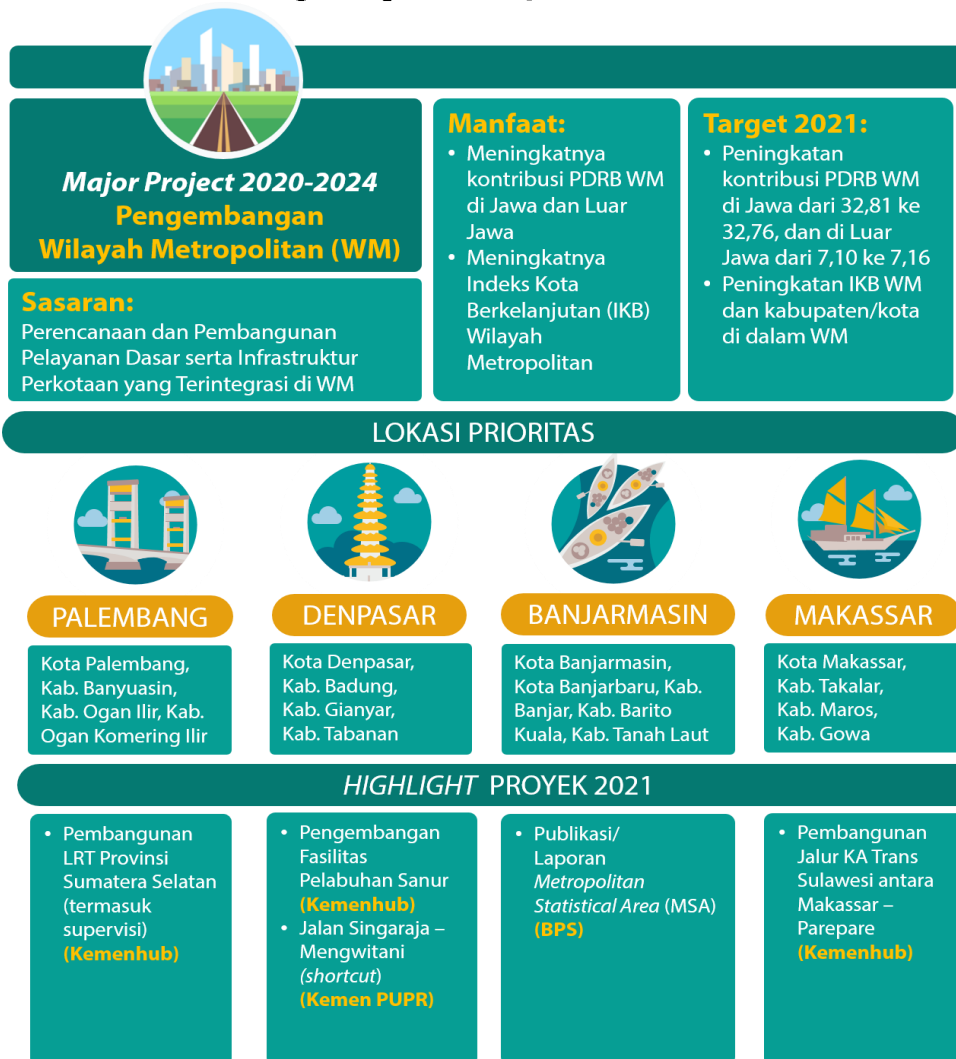 Major Project 2020-2024
Pengembangan
Wilayah Metropolitan (WM)
Sasaran:
Perencanaan dan Pembangunan
Pelayanan Dasar serta Infrastruktur
Perkotaan yang Terintegrasi di WM
Manfaat:
• Meningkatnya
kontribusi PDRB WM
di Jawa dan Luar
Jawa
• Meningkatnya
Indeks Kota
Berkelanjutan (IKB)
Wilayah
Metropolitan
Target 2021:
• Peningkatan
kontribusi PDRB WM
di Jawa dari 32,81 ke
32,76, dan di Luar
Jawa dari 7,10 ke 7,16
• Peningkatan IKB WM
dan kabupaten/kota
di dalam WM
LOKASI PRIORITAS
PALEMBANG
Kota Palembang,
Kab. Banyuasin,
Kab. Ogan Ilir, Kab.
Ogan Komering Ilir
DENPASAR
Kota Denpasar,
Kab. Badung,
Kab. Gianyar,
Kab. Tabanan
BANJARMASIN
Kota Banjarmasin,
Kota Banjarbaru, Kab.
Banjar, Kab. Barito
Kuala, Kab. Tanah Laut
MAKASSAR
Kota Makassar,
Kab. Takalar,
Kab. Maros,
Kab. Gowa
HIGHLIGHT PROYEK 2021
• Pembangunan
LRT Provinsi
Sumatera Selatan
(termasuk
supervisi)
(Kemenhub)
• Pengembangan
Fasilitas
Pelabuhan Sanur
(Kemenhub)
• Jalan Singaraja –
Mengwitani
(shortcut)
(Kemen PUPR)
• Publikasi/
Laporan
Metropolitan
Statistical Area (MSA)
(BPS)
• Pembangunan
Jalur KA Trans
Sulawesi antara
Makassar –
Parepare
(Kemenhub)